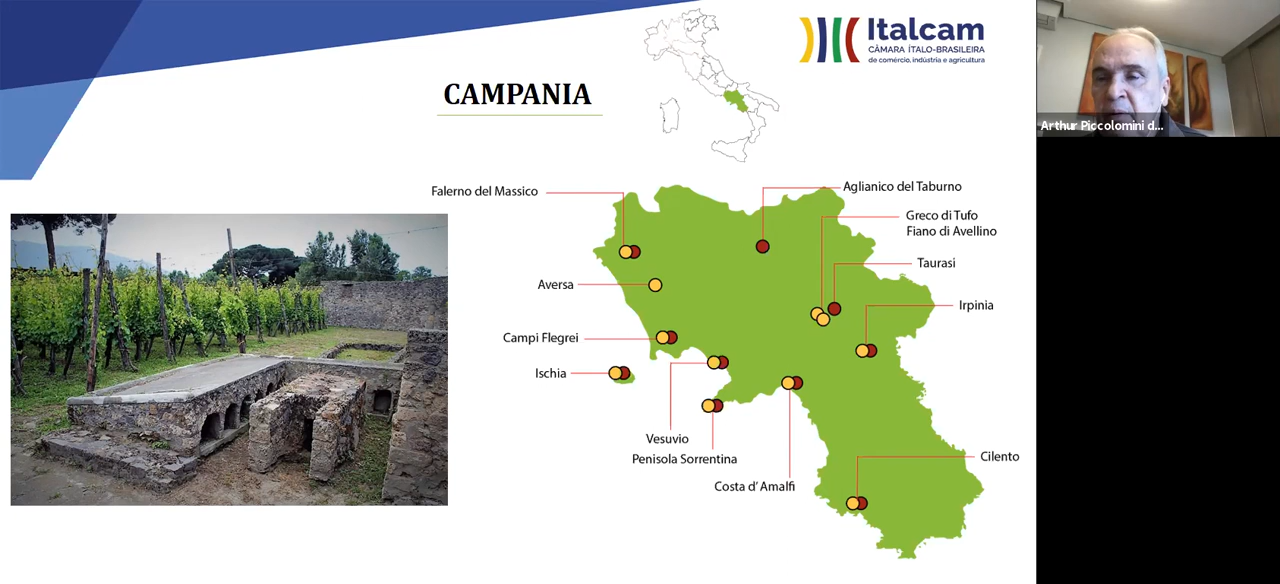 Italcam
CÂMARA ÍTALO-BRASILEIRA
de comércio, indústria e agricultura
CAMPANIA
Arthur Piccolomini d...
Falerno del Massico
Aglianico del Taburno
Greco di Tufo
Fiano di Avellino
Taurasi
Aversa
Irpinia
Campi Flegrei
Ischia
Vesuvio
Penisola Sorrentina
Cilento
Costa d' Amalfi